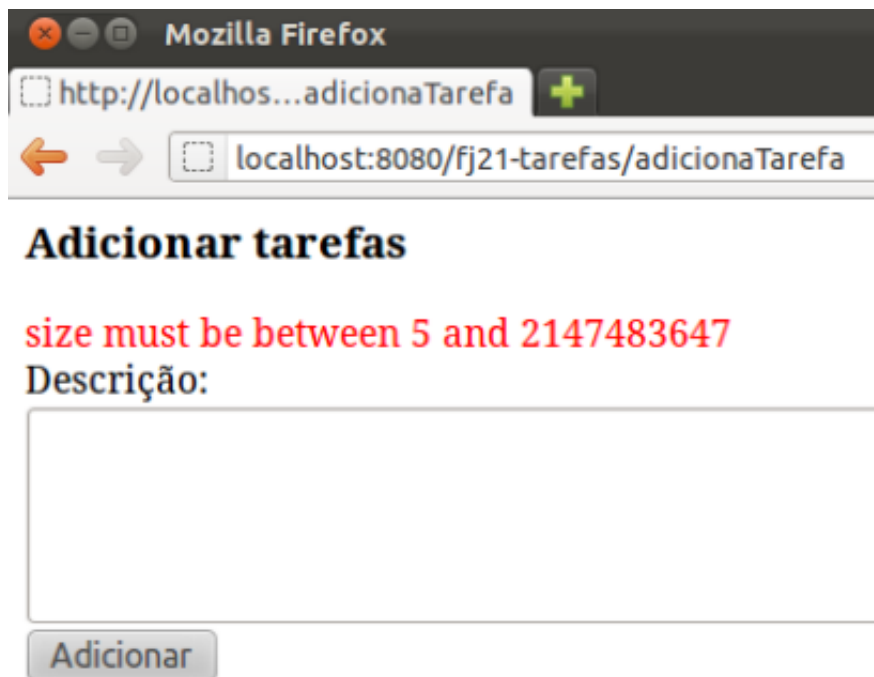 Mozilla Firefox
http://localhos...adicionaTarefa
localhost:8080/fj21-tarefas/adicionaTarefa
Adicionar tarefas
size must be between 5 and 2147483647
Descrição:
Adicionar